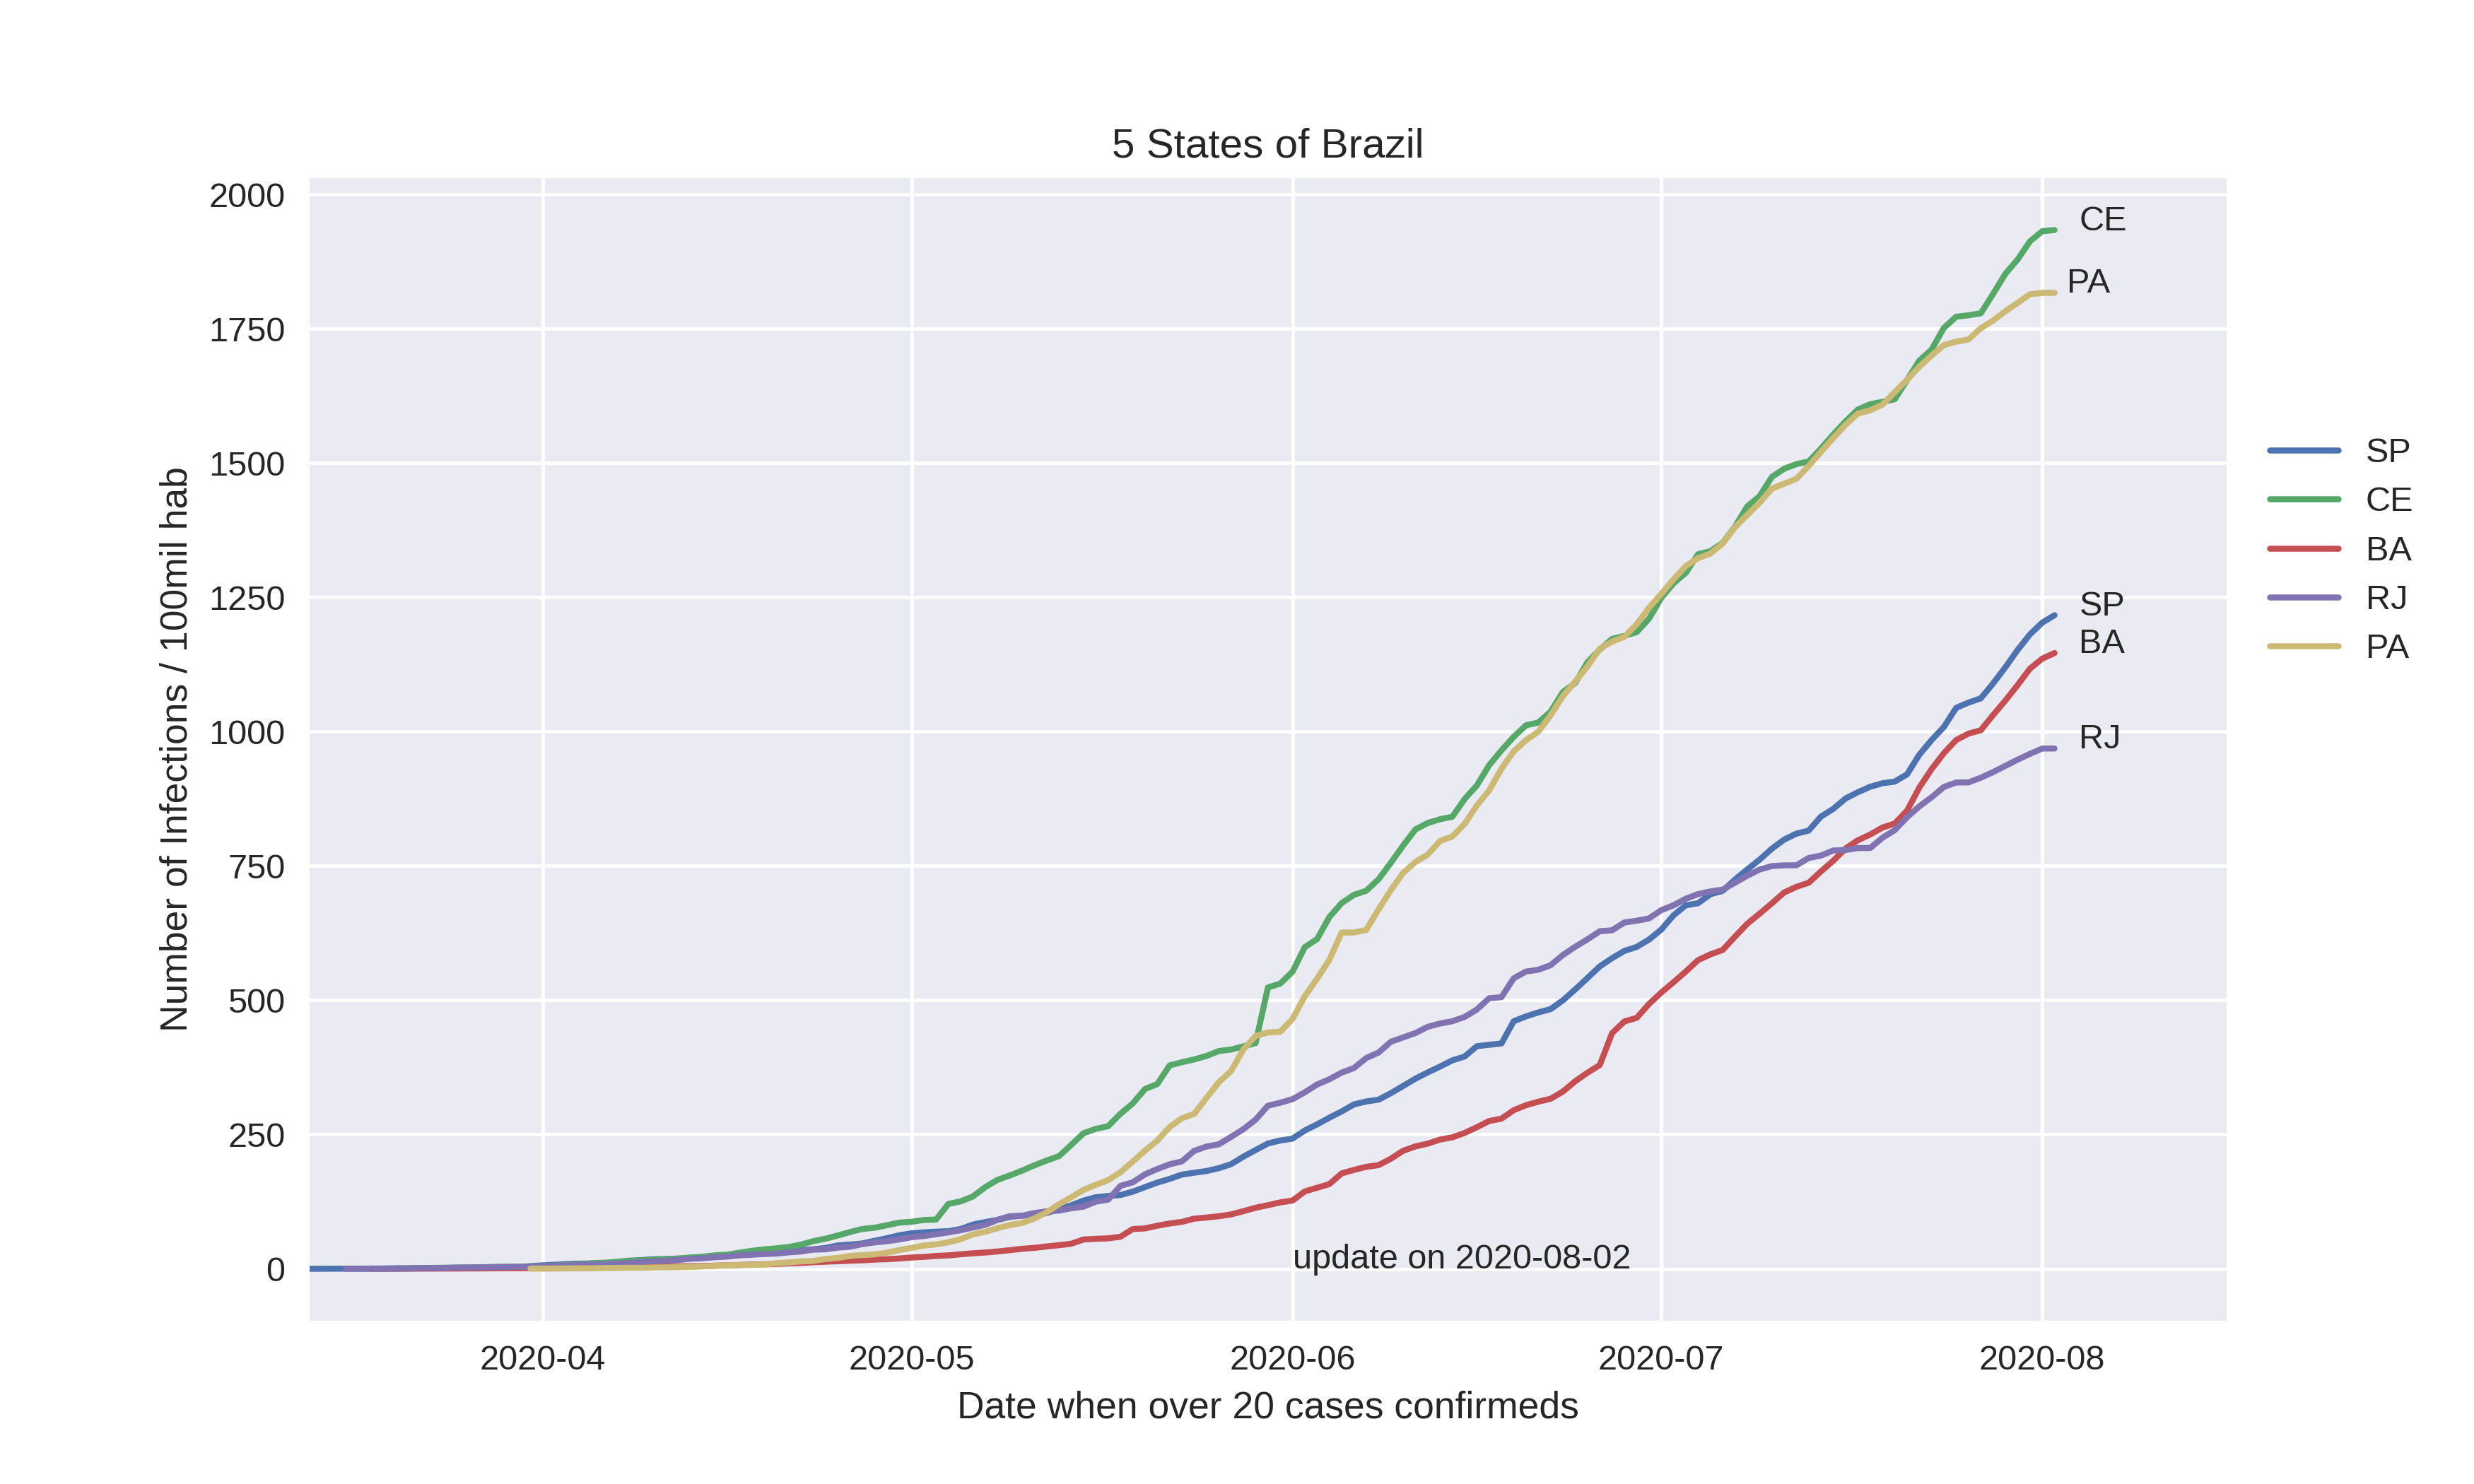 5 States of Brazil
2000
1750
1500
1250
1000
750
500
250
0
Number of Infections / 100mil hab
CE
PA
SP
BA
RJ
update on 2020-08-02
2020-04
2020-05
2020-06
2020-07
2020-08
Date when over 20 cases confirmeds
SP
CE
BA
RJ
PA